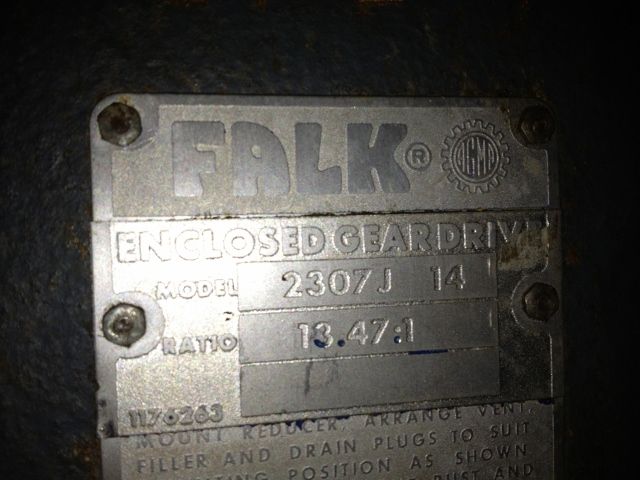 FALK®
ENCLOSED GEAR DRIVE
MODEL 2307J 14
RATIO 13.47:1
1176263
MOUNT REDUCER, ARRANGE VENT,
FILLER AND DRAIN PLUGS TO SUIT
POSITION AS SHOWN
AND